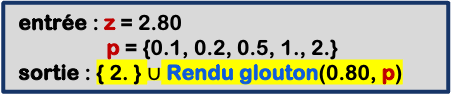 entrée : z = 2.80
p = {0.1, 0.2, 0.5, 1., 2.}
sortie : { 2. } ∪ Rendu glouton(0.80, p)